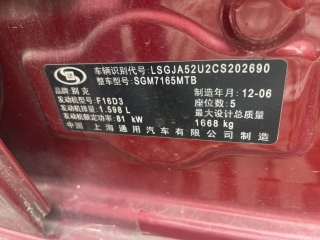 车辆识别代号:LSGJA52U2CS202690
整车型号:SGM7165MTB
品牌 别克 制造年月:12-06
发动机型号:F16D3 座位数:5
发动机排量:1.598 L 最大设计总质量
发动机额定功率:81 kW 1668 kg
中国 上海通用汽车有限公司 制造